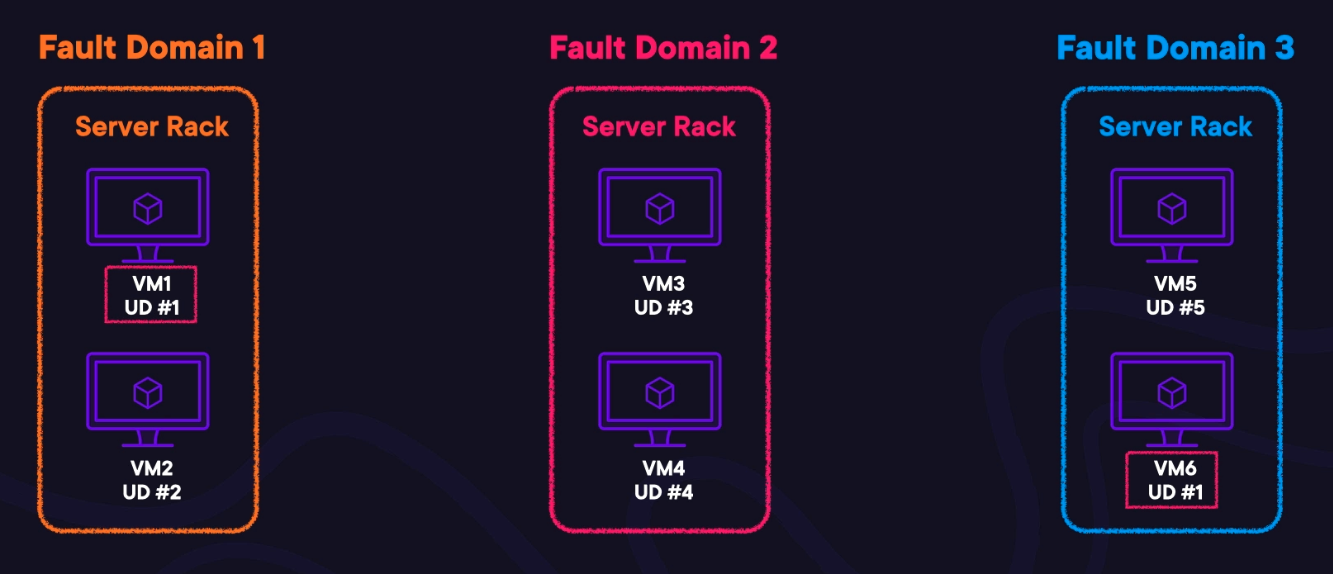 Fault Domain 1
Server Rack
VM1
UD #1
VM2
UD #2
Fault Domain 2
Server Rack
VM3
UD #3
VM4
UD #4
Fault Domain 3
Server Rack
VM5
UD #5
VM6
UD #1